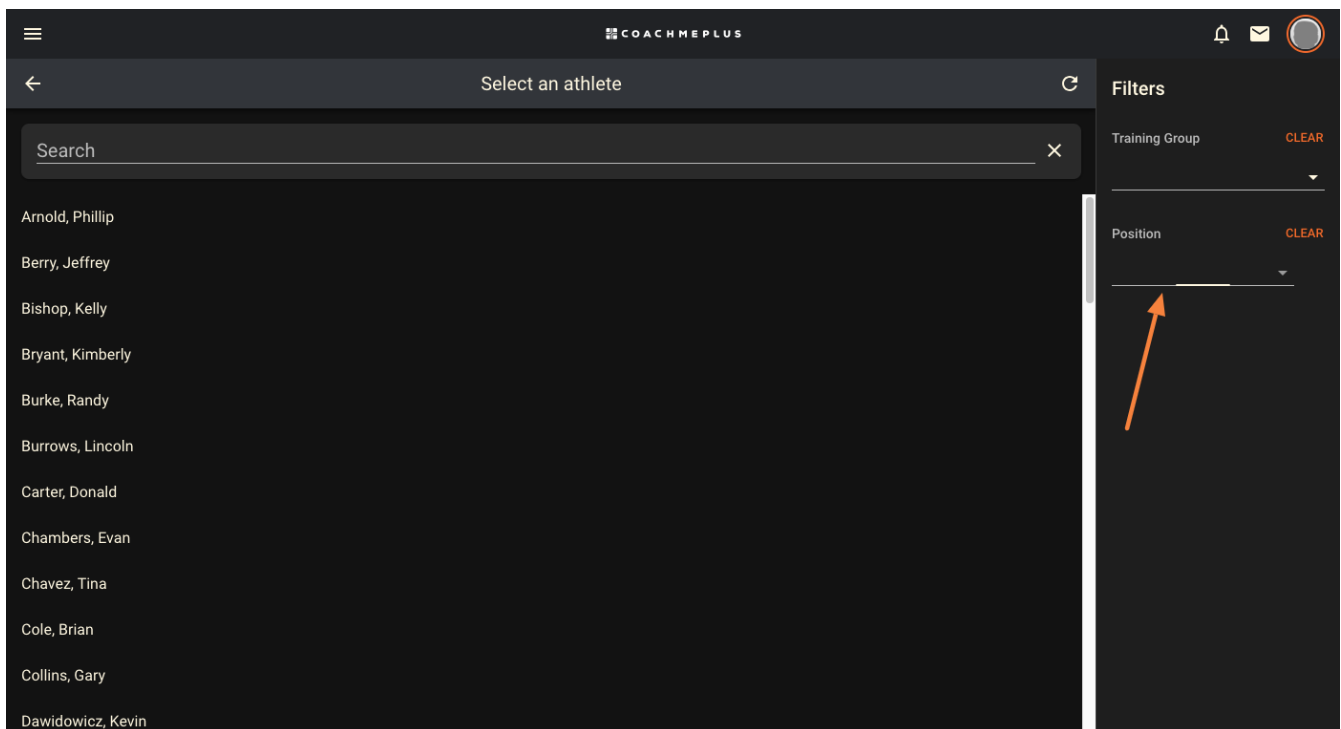 COACHMEPLUS
Select an athlete
Filters
Training Group CLEAR
Search
Position CLEAR
Arnold, Phillip
Berry, Jeffrey
Bishop, Kelly
Bryant, Kimberly
Burke, Randy
Burrows, Lincoln
Carter, Donald
Chambers, Evan
Chavez, Tina
Cole, Brian
Collins, Gary
Dawidowicz, Kevin